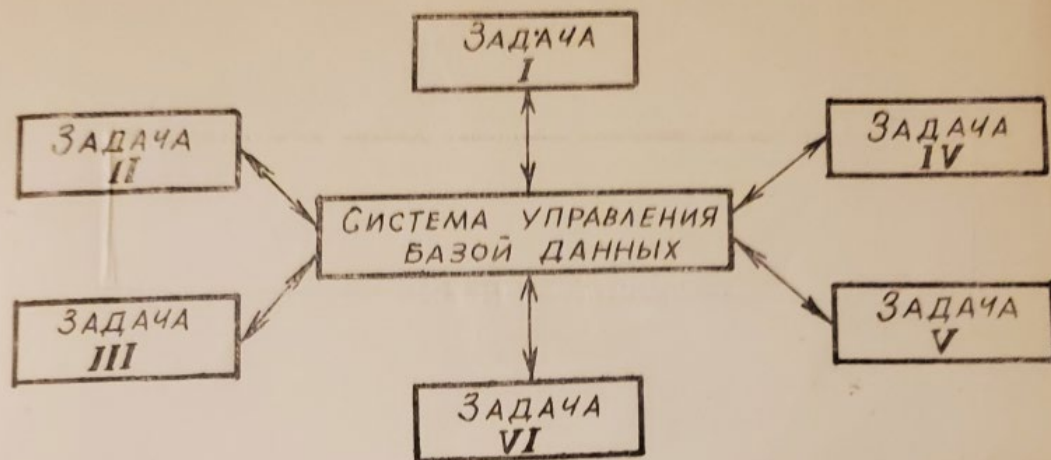 ЗАДАЧА
I
ЗАДАЧА
II
ЗАДАЧА
IV
СИСТЕМА УПРАВЛЕНИЯ
БАЗОЙ ДАННЫХ
ЗАДАЧА
III
ЗАДАЧА
V
ЗАДАЧА
VI